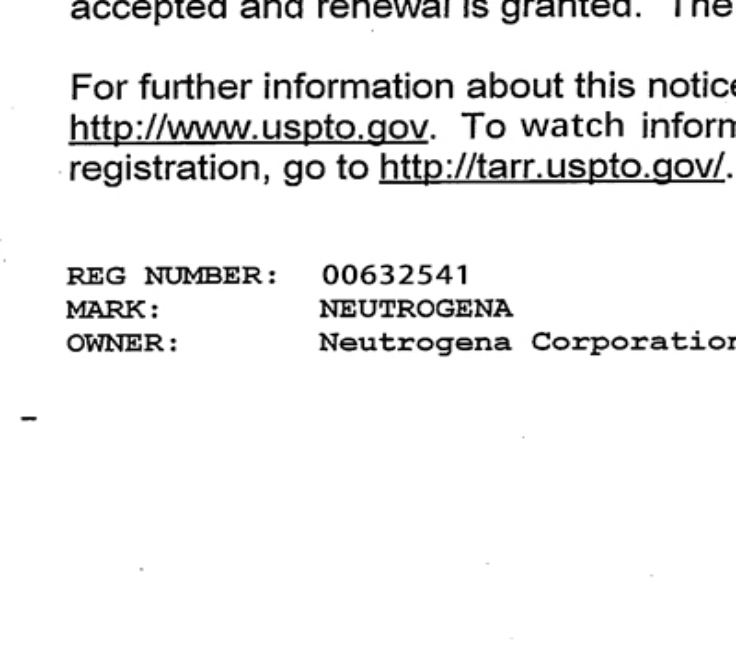 accepted and renewal is granted. The
For further information about this notice
http://www.uspto.gov. To watch inform
registration, go to http://tarr.uspto.gov/.
REG NUMBER: 00632541
MARK: NEUTROGENA
OWNER: Neutrogena Corporation